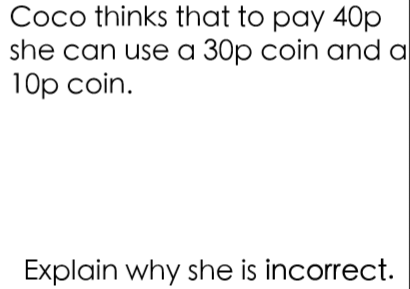 Coco thinks that to pay 40p
she can use a 30p coin and a
10p coin.
Explain why she is incorrect.